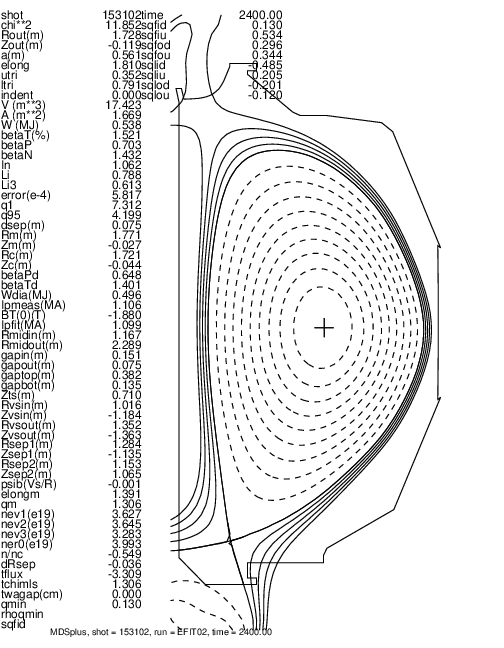 shot 153102 time 2400.00
chi**2 11.852 sqfid 0.130
Rout(m) 1.728 sqfiu 0.534
Zout(m) -0.119 sqfod 0.296
a(m) 0.561 sqfou 0.344
elong 1.810 sqlid -0.485
utri 0.352 sqliu -0.205
ltri 0.791 sqlod -0.201
indent 0.000 sqlou -0.120
V (m**3) 17.423
A (m**2) 1.669
W (MJ) 0.538
betaT(%) 1.521
betaP 0.703
betaN 1.432
In 1.062
Li 0.788
Li3 0.613
error(e-4) 5.817
q1 7.312
q95 4.199
dsep(m) 0.075
Rm(m) 1.771
Zm(m) -0.027
Rc(m) 1.721
Zc(m) -0.044
betaPd 0.648
betaTd 1.401
Wdia(MJ) 0.496
Ipmeas(MA) 1.106
BT(0)(T) -1.880
Ipfit(MA) 1.099
Rmidin(m) 1.167
Rmidout(m) 2.289
gapin(m) 0.151
gapout(m) 0.075
gaptop(m) 0.382
gapbot(m) 0.135
Zts(m) 0.710
Rvsin(m) 1.016
Zvsin(m) -1.184
Rvsout(m) 1.352
Zvsout(m) -1.363
Rsep1(m) 1.284
Zsep1(m) -1.135
Rsep2(m) 1.153
Zsep2(m) 1.065
psib(Vs/R) -0.001
elongm 1.391
qm 1.306
nev1(e19) 3.627
nev2(e19) 3.645
nev3(e19) 3.283
ner0(e19) 3.993
n/nc -0.549
dRsep -0.036
tflux -3.309
tchimls 1.306
twagap(cm) 0.000
qmin 0.130
rhoqmin
sqfid
MDSplus, shot = 153102, run = EFIT02, time = 2400.00